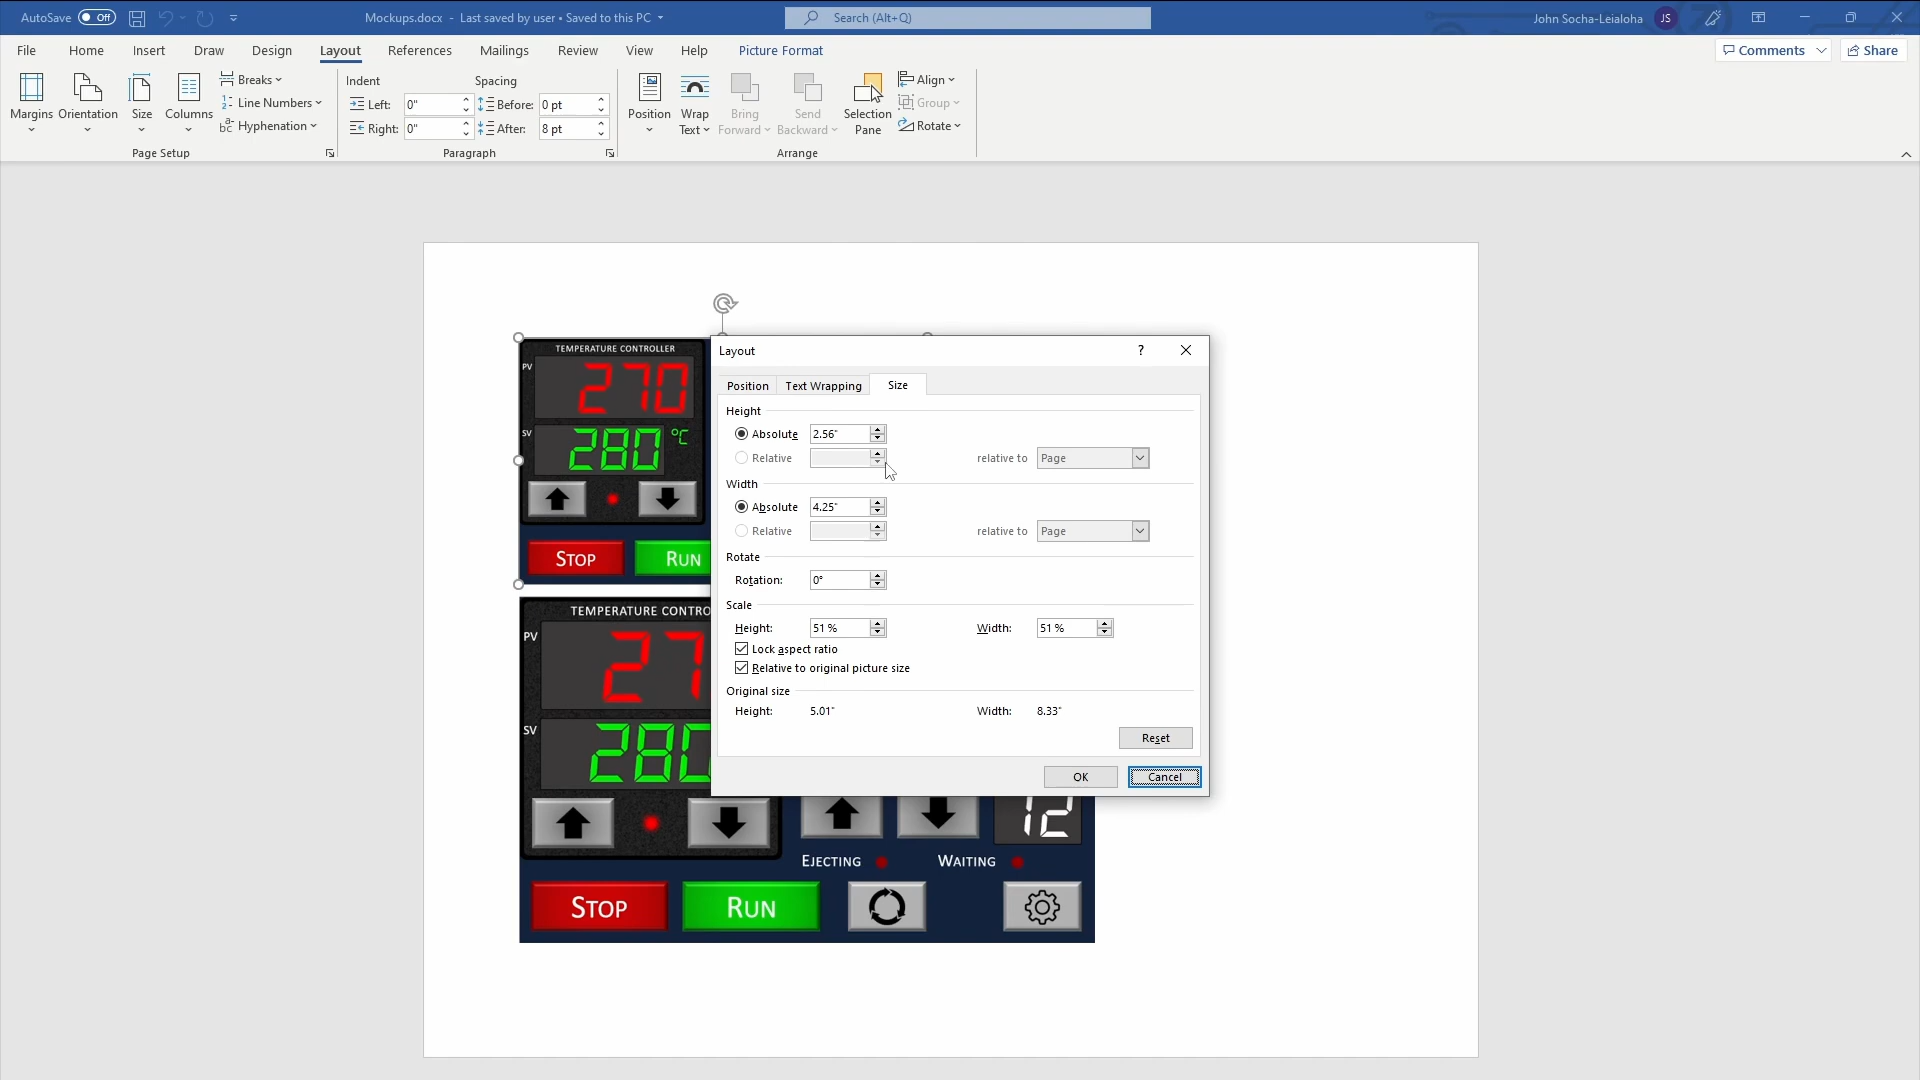 AutoSave Off Mockups.docx - Last saved by user • Saved to this PC Search (Alt+Q) John Socha-Leialoha JS
File Home Insert Draw Design Layout References Mailings Review View Help Picture Format Comments Share
Margins Orientation Size Columns
Breaks
Line Numbers
Hyphenation
Page Setup
Indent Spacing
Left: 0" Before: 0 pt
Right: 0" After: 8 pt
Paragraph
Position Wrap Text Bring Forward Send Backward Selection Pane
Align
Group
Rotate
Arrange
TEMPERATURE CONTROLLER
PV 270
SV 280 °C
STOP RUN
TEMPERATURE CONTRO
PV 27
SV 280
12
EJECTING WAITING
STOP RUN
Layout ?
Position Text Wrapping Size
Height
Absolute 2.56"
Relative relative to Page
Width
Absolute 4.25"
Relative relative to Page
Rotate
Rotation: 0°
Scale
Height: 51 % Width: 51 %
Lock aspect ratio
Relative to original picture size
Original size
Height: 5.01" Width: 8.33"
Reset
OK Cancel